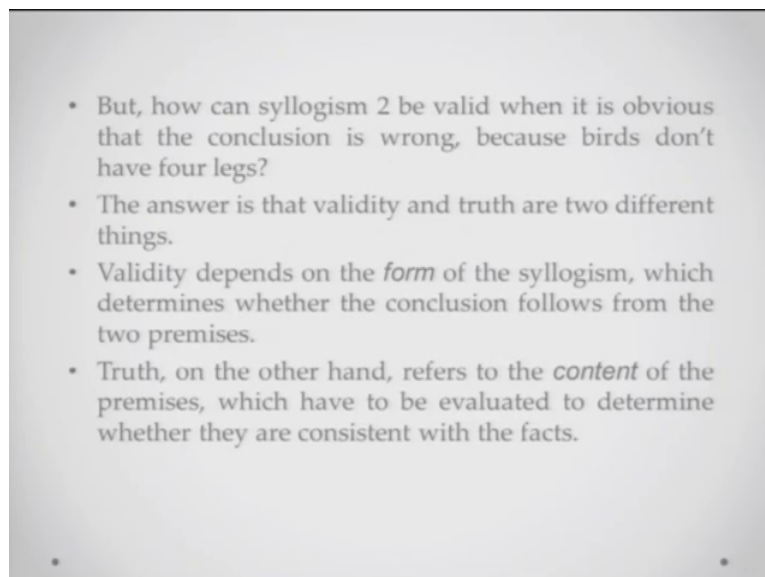 • But, how can syllogism 2 be valid when it is obvious
that the conclusion is wrong, because birds don't
have four legs?
• The answer is that validity and truth are two different
things.
• Validity depends on the form of the syllogism, which
determines whether the conclusion follows from the
two premises.
• Truth, on the other hand, refers to the content of the
premises, which have to be evaluated to determine
whether they are consistent with the facts.